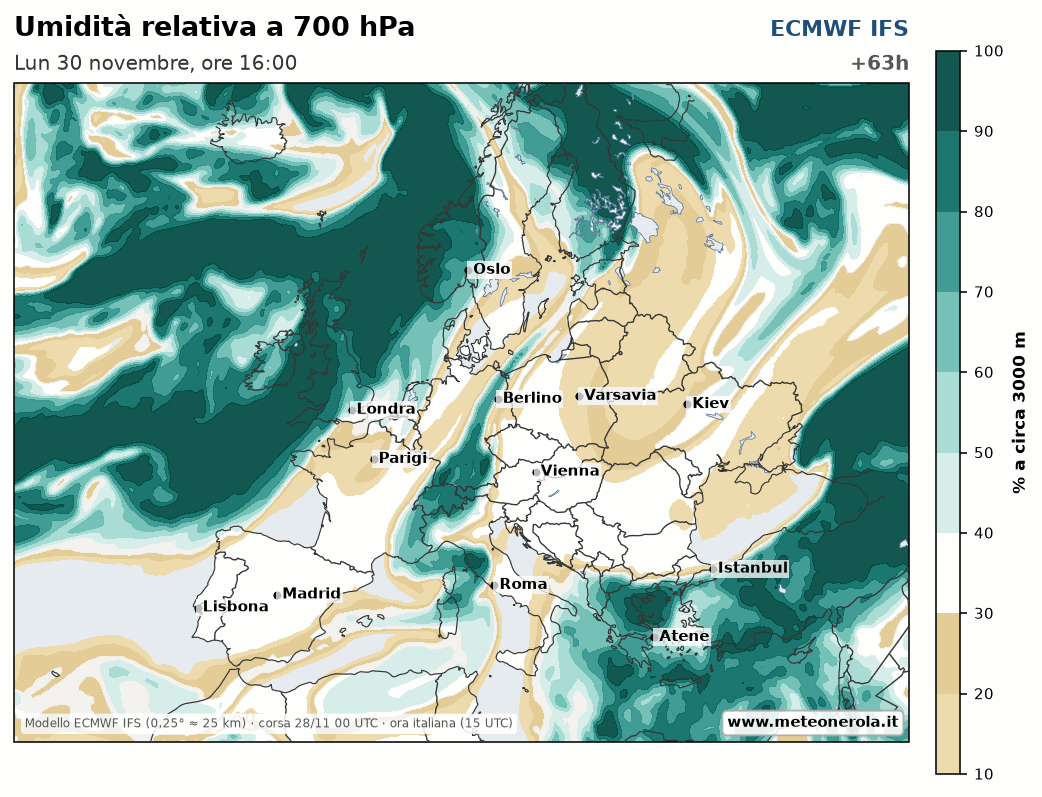 Umidità relativa a 700 hPa
ECMWF IFS
Lun 30 novembre, ore 16:00
+63h
100
90
80
70
60
50
40
30
20
10
% a circa 3000 m
Oslo
Londra
Berlino
Varsavia
Kiev
Parigi
Vienna
Istanbul
Roma
Madrid
Lisbona
Atene
Modello ECMWF IFS (0,25° ≈ 25 km) · corsa 28/11 00 UTC · ora italiana (15 UTC)
www.meteonerola.it